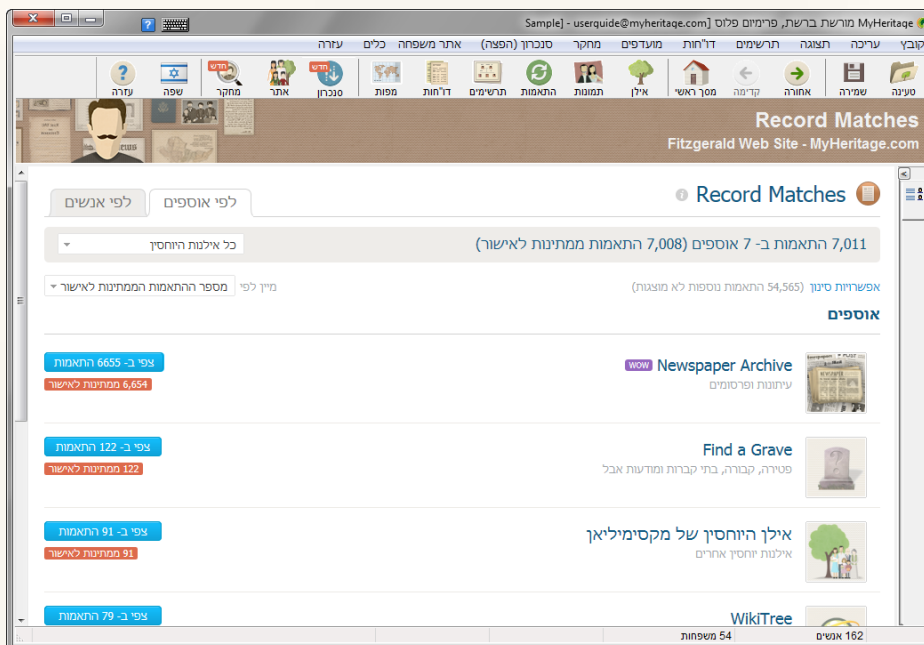 MyHeritage מורשת ברשת, פרימיום פלוס [Sample - userguide@myheritage.com]
קובץ עריכה תצוגה תרשימים דו"חות מועדפים מחקר סנכרון (הפצה) אתר משפחה כלים עזרה
טעינה שמירה אחורה קדימה מסך ראשי אילן תמונות התאמות תרשימים דו"חות מפות סנכרון אתר מחקר שפה עזרה
חדש חדש
Record Matches
Fitzgerald Web Site - MyHeritage.com
Record Matches
לפי אוספים לפי אנשים
7,011 התאמות ב- 7 אוספים (7,008 התאמות ממתינות לאישור)
כל אילנות היוחסין
אפשרויות סינון (54,565 התאמות נוספות לא מוצגות)
מיין לפי מספר ההתאמות הממתינות לאישור
אוספים
Newspaper Archive WOW
עיתונות ופרסומים
צפי ב- 6655 התאמות
6,654 ממתינות לאישור
Find a Grave
פטירה, קבורה, בתי קברות ומודעות אבל
צפי ב- 122 התאמות
122 ממתינות לאישור
אילן היוחסין של מקסימיליאן
אילנות יוחסין אחרים
צפי ב- 91 התאמות
91 ממתינות לאישור
WikiTree
צפי ב- 79 התאמות
162 אנשים 54 משפחות